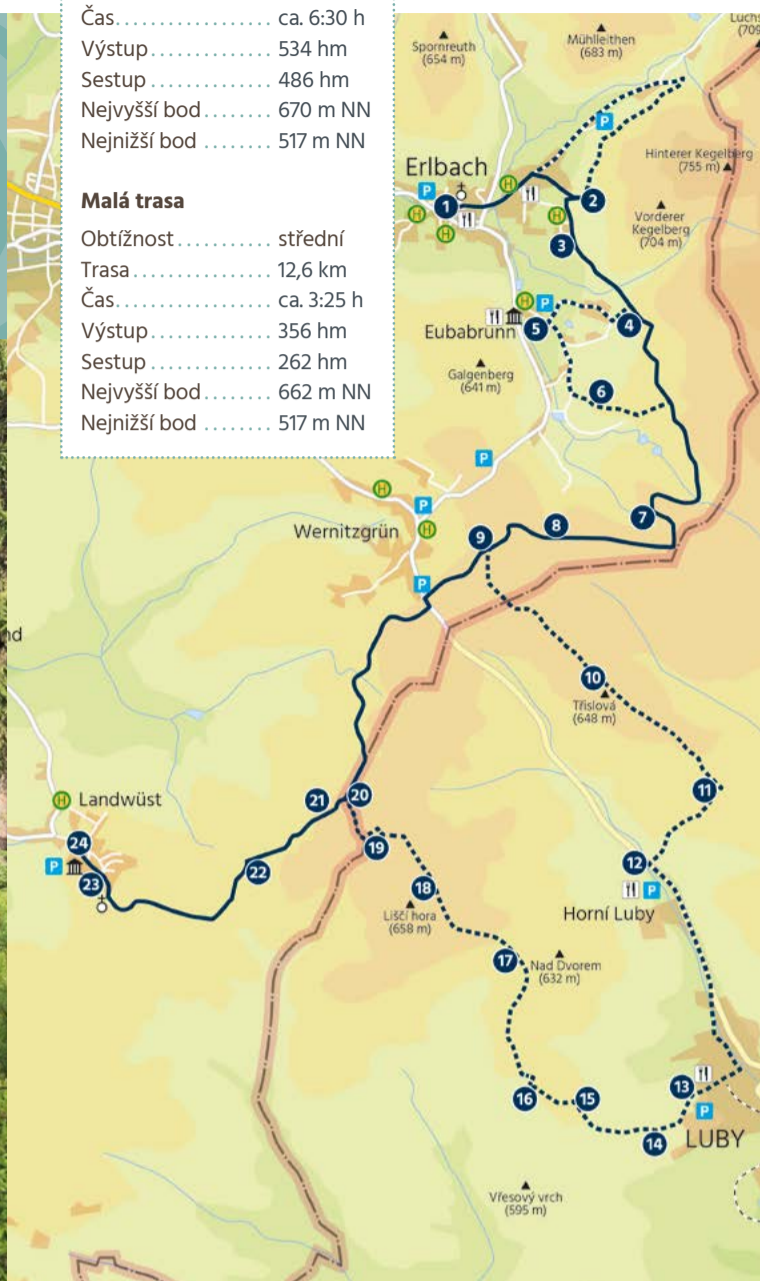 Čas ..................... ca. 6:30 h
Výstup ................ 534 hm
Sestup ................ 486 hm
Nejvyšší bod ........ 670 m NN
Nejnižší bod ......... 517 m NN
Malá trasa
Obtížnost ............ střední
Trasa .................. 12,6 km
Čas ..................... ca. 3:25 h
Výstup ................ 356 hm
Sestup ................ 262 hm
Nejvyšší bod ........ 662 m NN
Nejnižší bod ......... 517 m NN
Spornreuth
(654 m)
Mühlleithen
(683 m)
(709
P
Hinterer Kegelberg
(755 m)
Erlbach
P
H
1
2
H
H
H
3
Vorderer
Kegelberg
(704 m)
H
P
Eubabrunn
5
4
Galgenberg
(641 m)
6
P
H
P
7
Wernitzgrün
H
9
8
P
nd
10
Třislová
(648 m)
11
H
Landwüst
21
20
24
P
23
22
19
12
P
18
Liščí hora
(658 m)
Horní Luby
17
Nad Dvorem
(632 m)
16
15
13
P
14
LUBY
Vřesový vrch
(595 m)